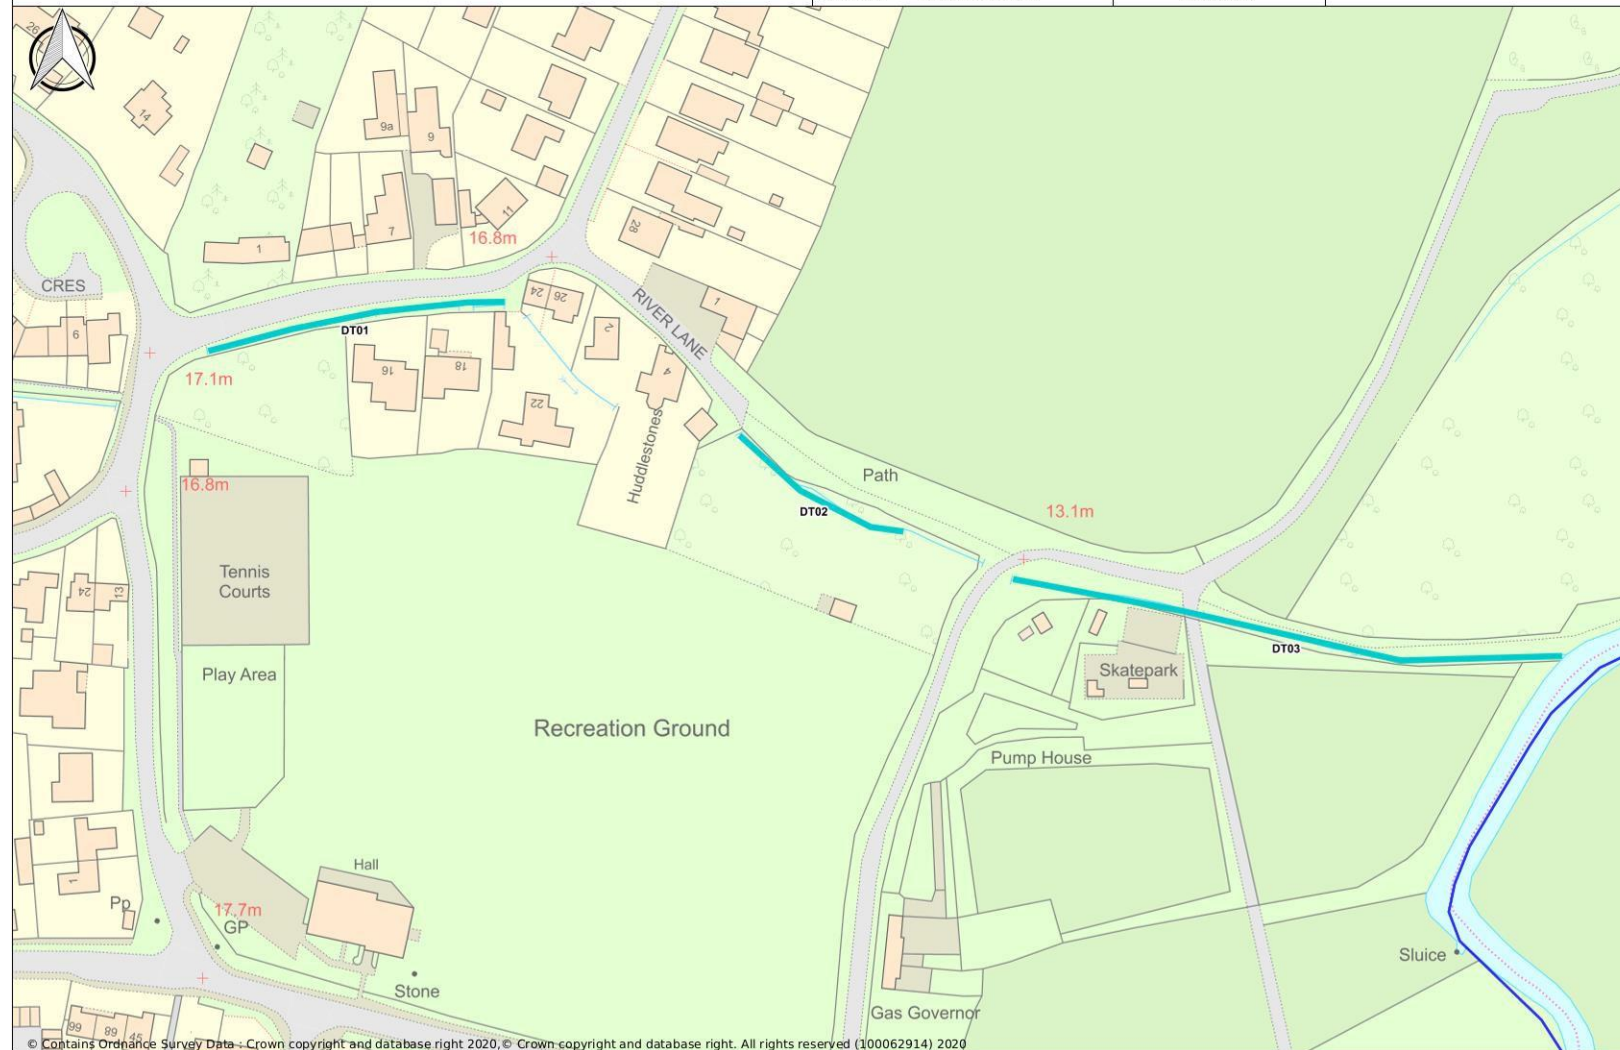 26
14
9a
9
11
7
1
16.8m
28
CRES
24
26
1
RIVER LANE
2
DT01
6
17.1m
16
18
4
22
Huddlestones
Path
16.8m
DT02
13.1m
Tennis
Courts
24
13
DT03
Play Area
Skatepark
Recreation Ground
Pump House
Hall
1
Pp
17.7m
GP
Sluice
Stone
Gas Governor
99
89
45
© Contains Ordnance Survey Data : Crown copyright and database right 2020,© Crown copyright and database right. All rights reserved (100062914) 2020